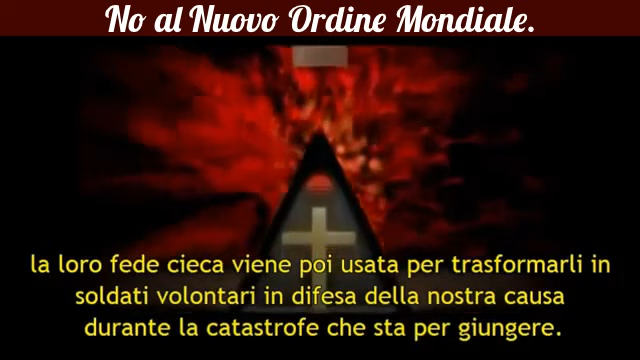 No al Nuovo Ordine Mondiale.
la loro fede cieca viene poi usata per trasformarli in
soldati volontari in difesa della nostra causa
durante la catastrofe che sta per giungere.